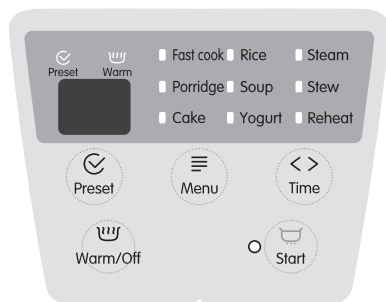 Preset Warm
Fast cook Rice Steam
Porridge Soup Stew
Cake Yogurt Reheat
Preset Menu Time
Warm/Off Start